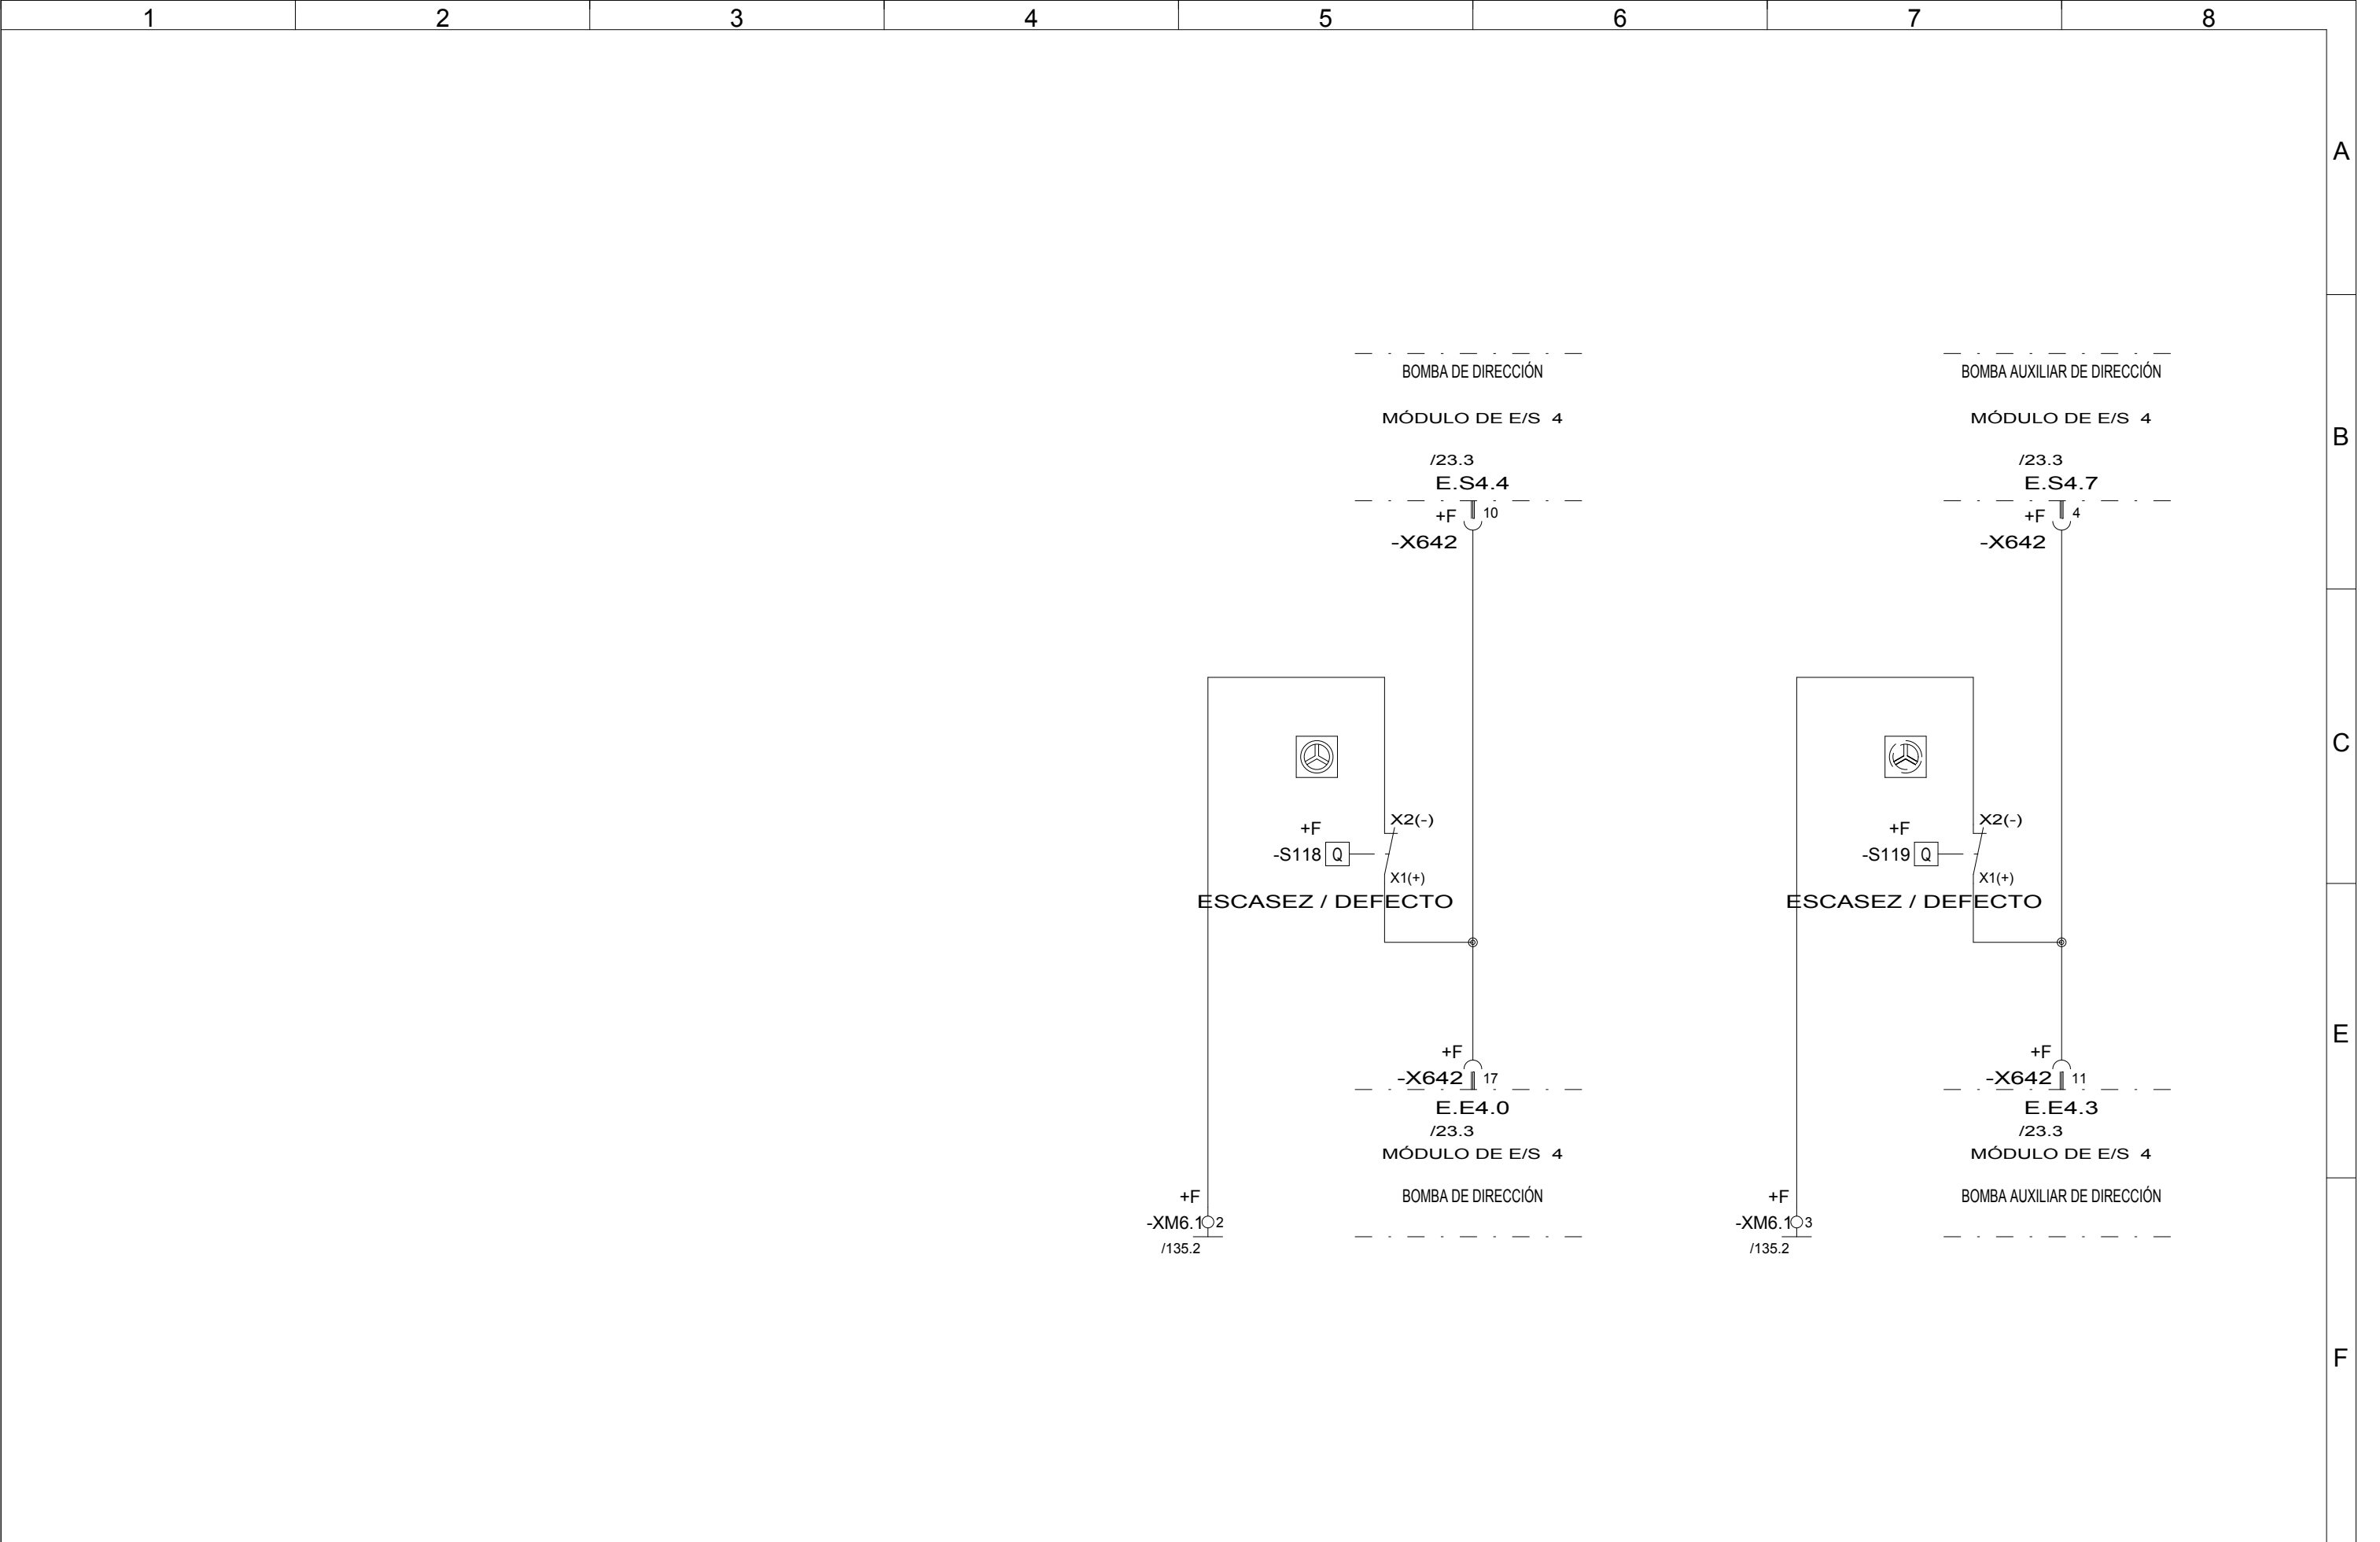 1 2 3 4 5 6 7 8
A
BOMBA DE DIRECCIÓN
BOMBA AUXILIAR DE DIRECCIÓN
MÓDULO DE E/S 4
MÓDULO DE E/S 4
B
/23.3
/23.3
E.S4.4
E.S4.7
+F 10
+F 4
-X642
-X642
C
X2(-)
X2(-)
+F
+F
-S118 Q
-S119 Q
X1(+)
X1(+)
ESCASEZ / DEFECTO
ESCASEZ / DEFECTO
E
+F
+F
-X642 17
-X642 11
E.E4.0
E.E4.3
/23.3
/23.3
MÓDULO DE E/S 4
MÓDULO DE E/S 4
+F
BOMBA DE DIRECCIÓN
+F
BOMBA AUXILIAR DE DIRECCIÓN
-XM6.1 2
-XM6.1 3
/135.2
/135.2
F